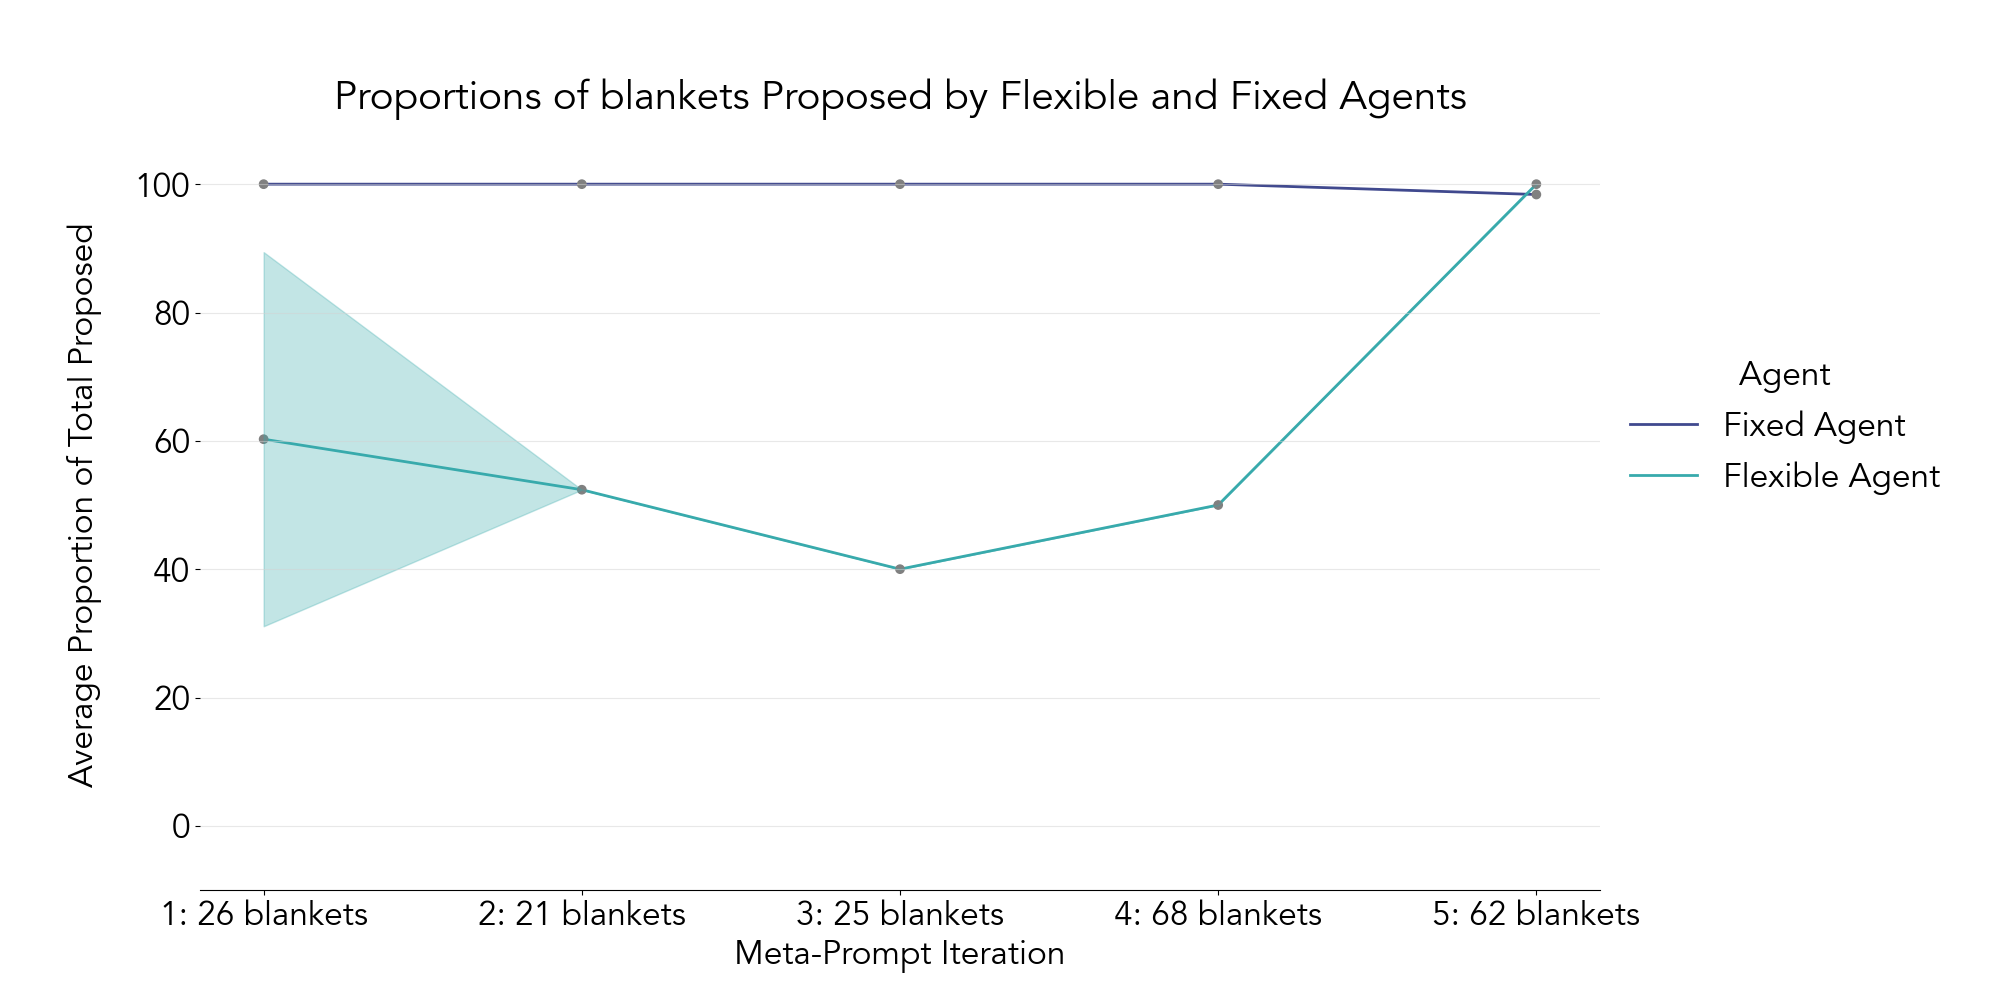 Proportions of blankets Proposed by Flexible and Fixed Agents
Average Proportion of Total Proposed
100
80
60
40
20
0
1: 26 blankets
2: 21 blankets
3: 25 blankets
4: 68 blankets
5: 62 blankets
Meta-Prompt Iteration
Agent
Fixed Agent
Flexible Agent